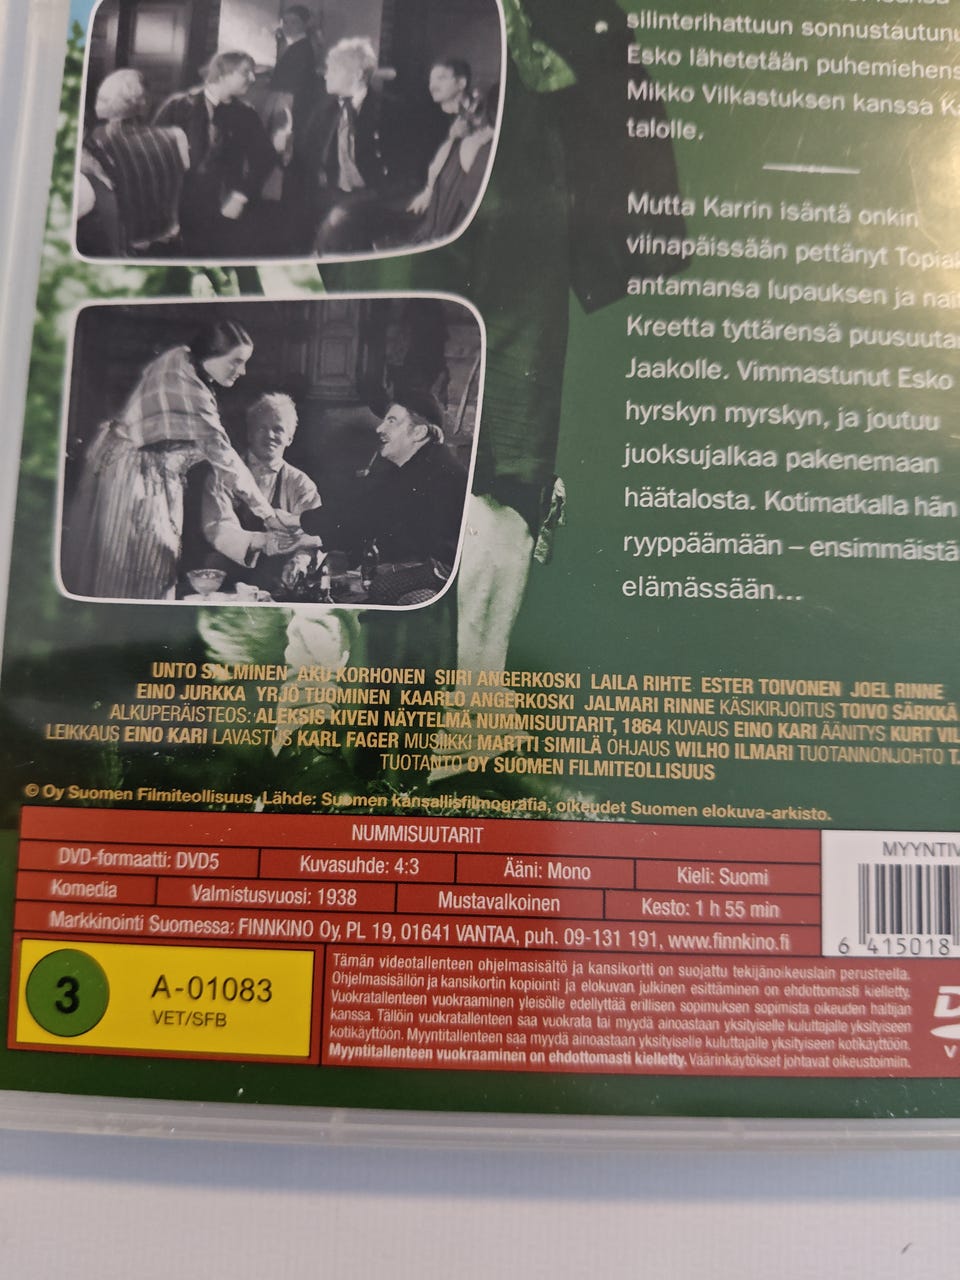 silinterihattuun
Esko lähetetään
Mikko Vilkastuksen kanssa
talolle.
Mutta Karrin isäntä onkin
viinapäissään pettänyt
antamansa lupauksen ja
Kreetta tyttärensä
Jaakolle. Vimmastunut Esko
hyrskyn myrskyn, ja joutuu
juoksujalkaa pakenemaan
häätalosta. Kotimatkalla hän
ryyppäämään – ensimmäistä
elämässään...
UNTO SALMINEN AKU KORHONEN SIIRI ANGERKOSKI LAILA RIHTE ESTER TOIVONEN JOEL RINNE
EINO JURKKA YRJÖ TUOMINEN KAARLO ANGERKOSKI JALMARI RINNE KÄSIKIRJOITUS TOIVO SÄRKKÄ
ALKUPERÄISTEOS: ALEKSIS KIVEN NÄYTELMÄ NUMMISUUTARIT, 1864 KUVAUS EINO KARI ÄÄNITYS KURT
LEIKKAUS EINO KARI LAVASTUS KARL FAGER MUSIIKKI MARTTI SIMILÄ OHJAUS WILHO ILMARI TUOTANNONJOHTO T.
TUOTANTO OY SUOMEN FILMITEOLLISUUS
© Oy Suomen Filmiteollisuus. Lähde: Suomen kansallisfilmografia, oikeudet Suomen elokuva-arkisto.
NUMMISUUTARIT
DVD-formaatti: DVD5 Kuvasuhde: 4:3 Ääni: Mono Kieli: Suomi
Komedia Valmistusvuosi: 1938 Mustavalkoinen Kesto: 1 h 55 min
Markkinointi Suomessa: FINNKINO Oy, PL 19, 01641 VANTAA, puh. 09-131 191, www.finnkino.fi
6 415018
3 A-01083
VET/SFB
Tämän videotallenteen ohjelmasisältö ja kansikortti on suojattu tekijänoikeuslain perusteella.
Ohjelmasisällön ja kansikortin kopiointi ja elokuvan julkinen esittäminen on ehdottomasti kielletty.
Vuokratallenteen vuokraaminen yleisölle edellyttää erillisen sopimuksen sopimista oikeuden haltijan
kanssa. Tällöin vuokratallenteen saa vuokrata tai myydä ainoastaan yksityiselle kuluttajalle yksityiseen
kotikäyttöön. Myyntitallenteen saa myydä ainoastaan yksityiselle kuluttajalle yksityiseen kotikäyttöön.
Myyntitallenteen vuokraaminen on ehdottomasti kielletty. Väärinkäytökset johtavat oikeustoimiin.